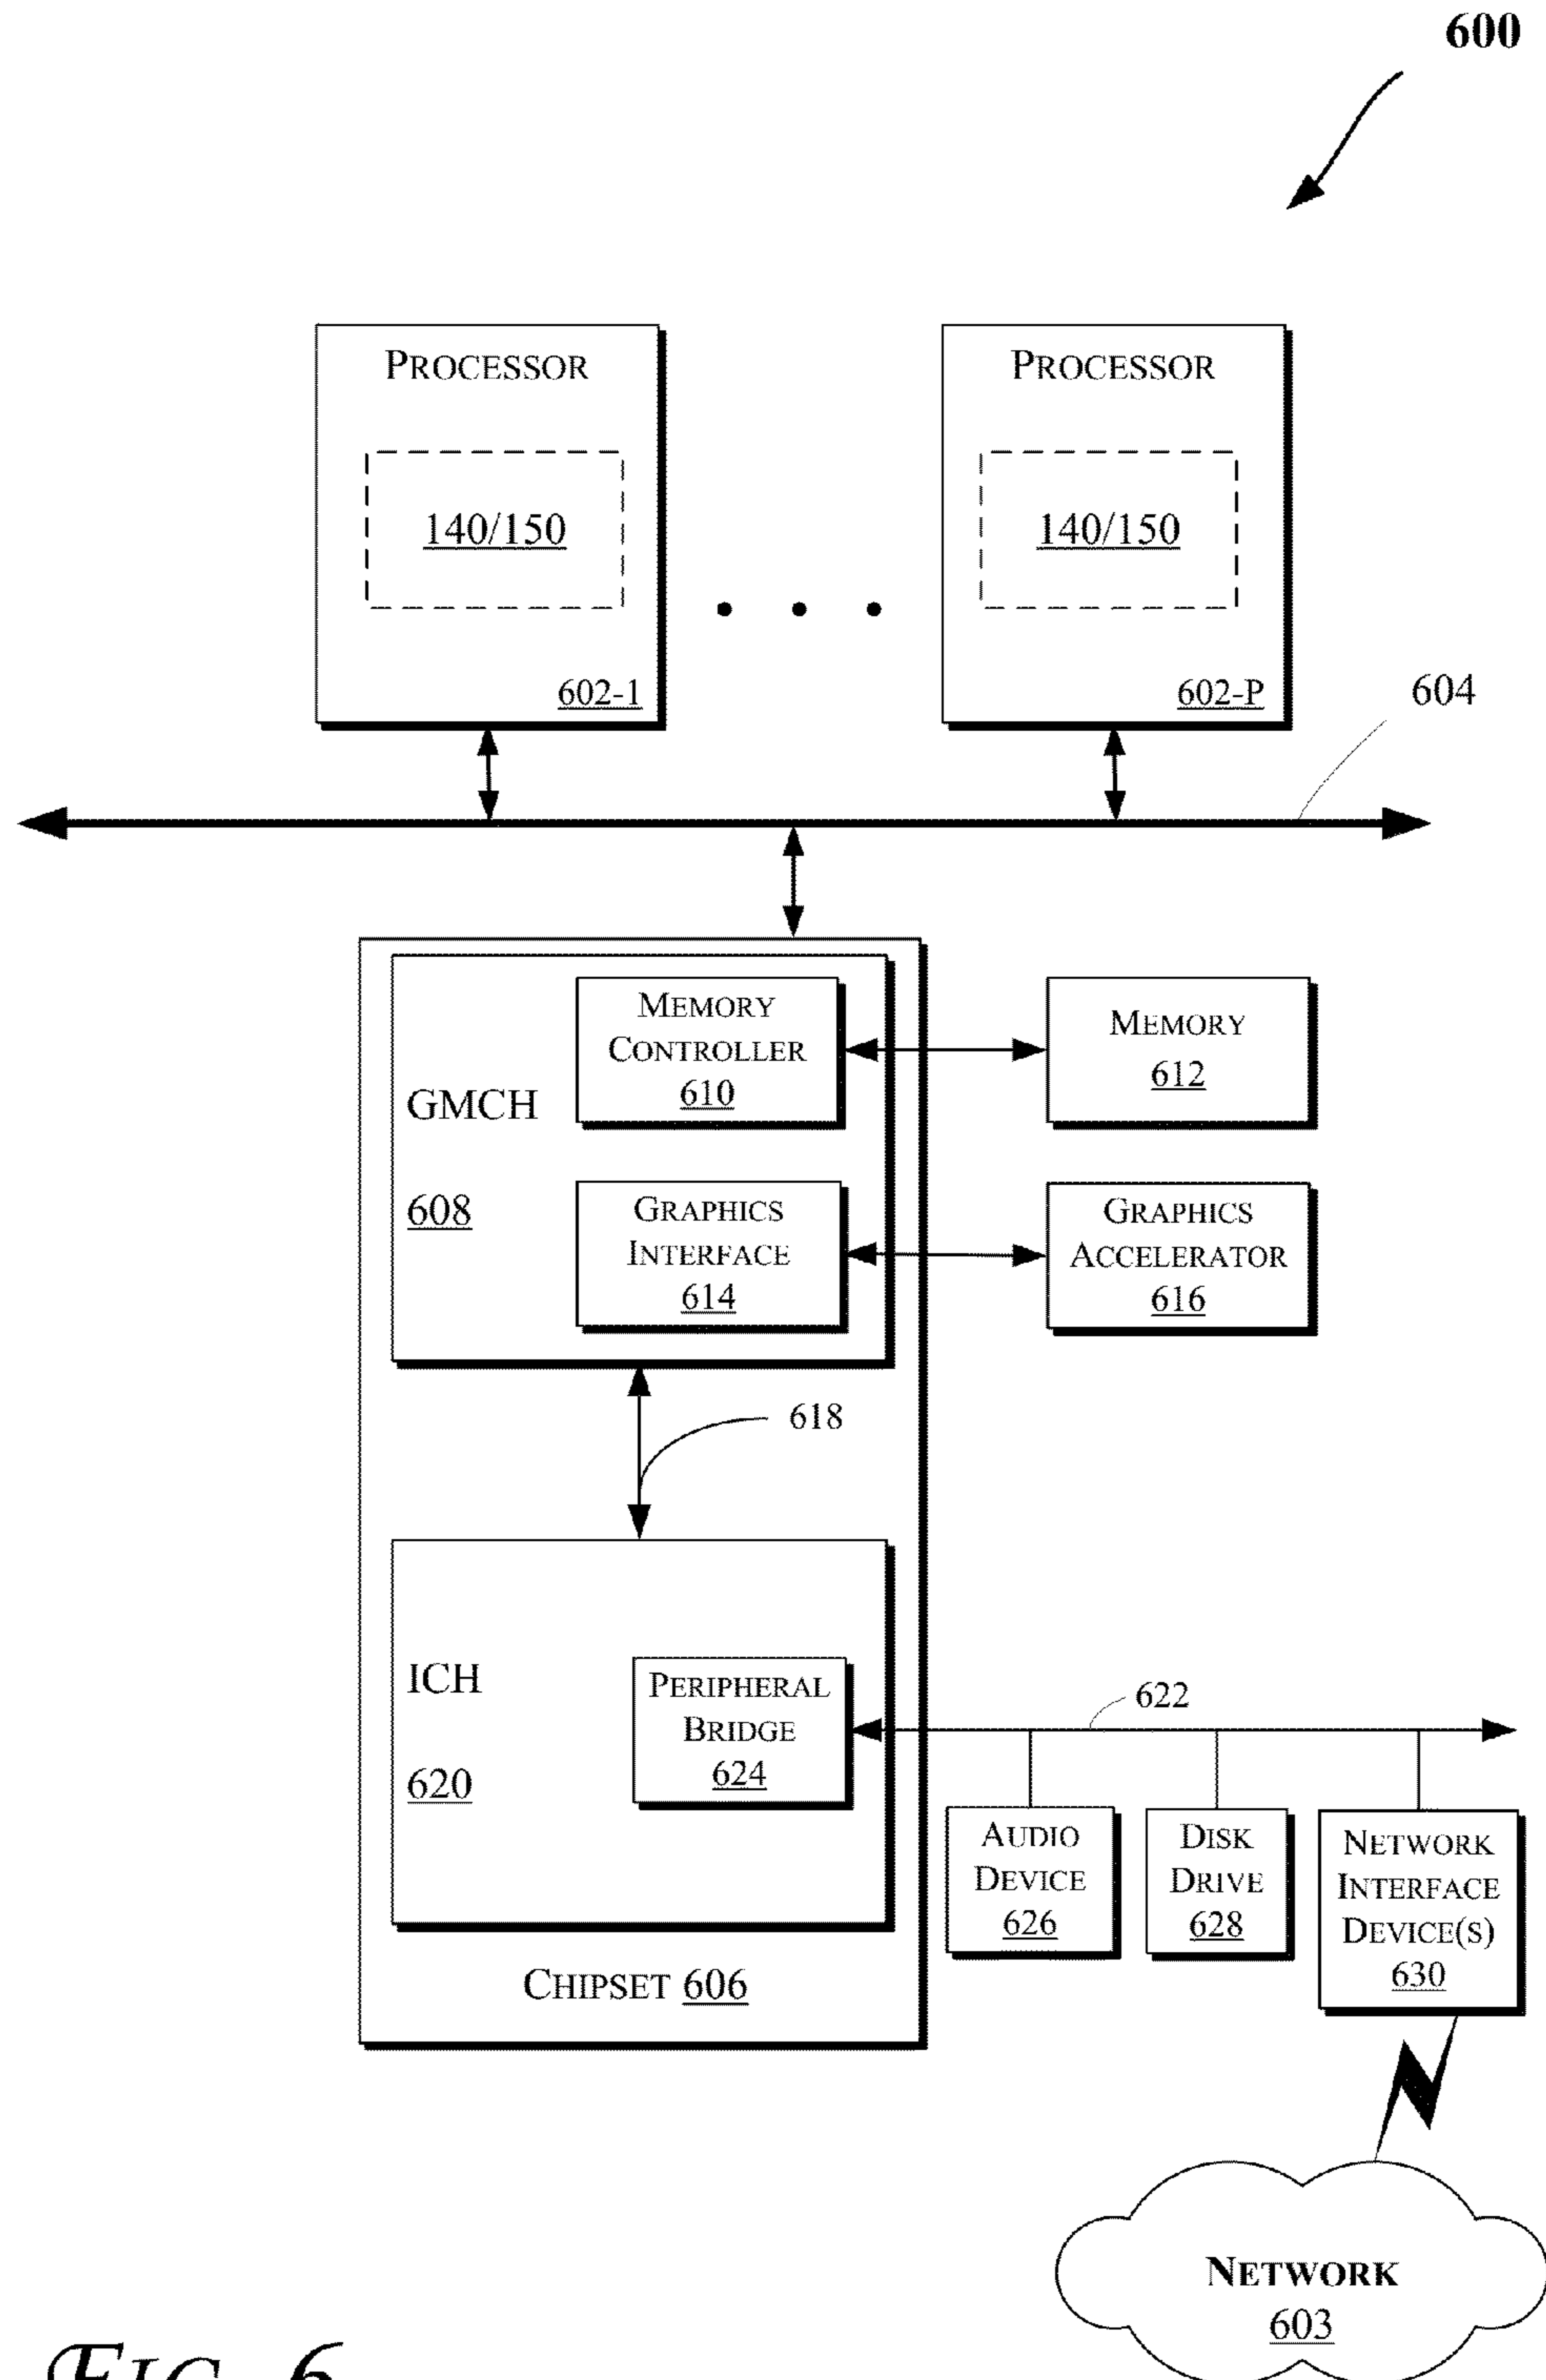 600
PROCESSOR
140/150
602-1
PROCESSOR
140/150
602-P
604
MEMORY
CONTROLLER
610
MEMORY
612
GMCH
608
GRAPHICS
INTERFACE
614
GRAPHICS
ACCELERATOR
616
618
ICH
620
PERIPHERAL
BRIDGE
624
622
AUDIO
DEVICE
626
DISK
DRIVE
628
NETWORK
INTERFACE
DEVICE(S)
630
CHIPSET 606
NETWORK
603
FIG. 6